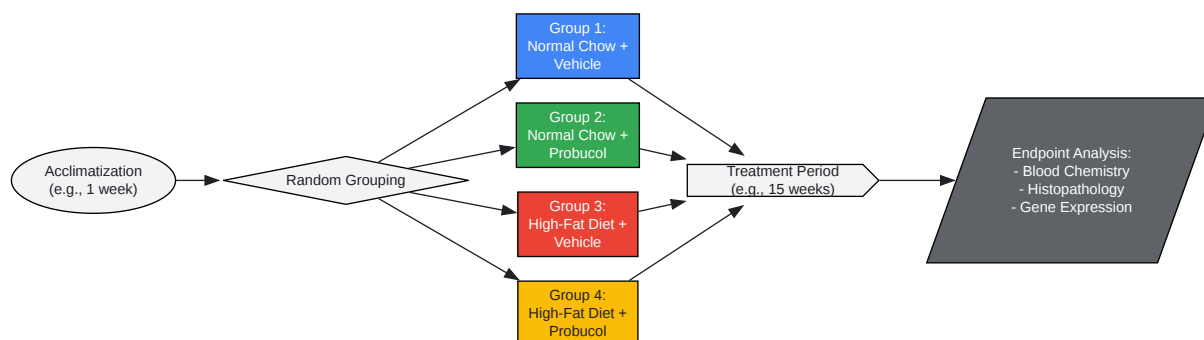 Acclimatization
(e.g., 1 week)
Random Grouping
Group 1:
Normal Chow +
Vehicle
Group 2:
Normal Chow +
Probucol
Group 3:
High-Fat Diet +
Vehicle
Group 4:
High-Fat Diet +
Probucol
Treatment Period
(e.g., 15 weeks)
Endpoint Analysis:
- Blood Chemistry
- Histopathology
- Gene Expression